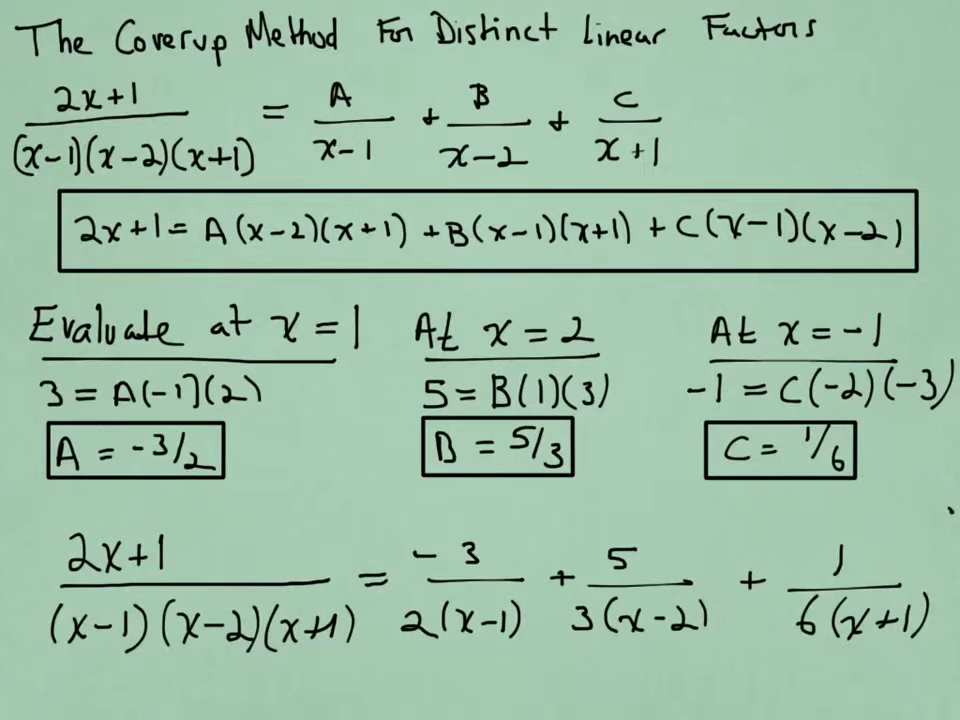 The Coverup Method For Distinct Linear Factors
2x+1 / (x-1)(x-2)(x+1) = A / x-1 + B / x-2 + C / x+1
2x+1 = A(x-2)(x+1) + B(x-1)(x+1) + C(x-1)(x-2)
Evaluate at x = 1
3 = A(-1)(2)
A = -3/2
At x = 2
5 = B(1)(3)
B = 5/3
At x = -1
-1 = C(-2)(-3)
C = 1/6
2x+1 / (x-1)(x-2)(x+1) = -3 / 2(x-1) + 5 / 3(x-2) + 1 / 6(x+1)